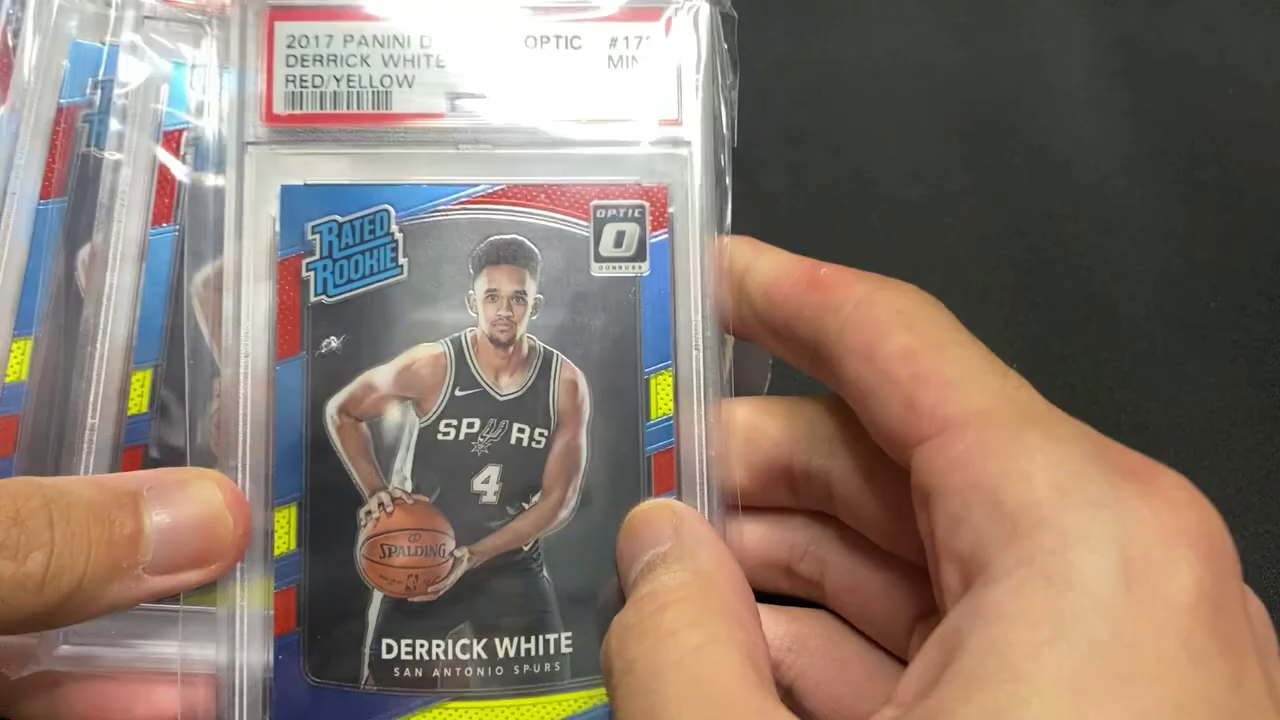 2017 PANINI D OPTIC #17
DERRICK WHITE MIN
RED/YELLOW
RATED
ROOKIE
OPTIC
O
DONRUSS
SPURS
4
SPALDING
DERRICK WHITE
SAN ANTONIO SPURS